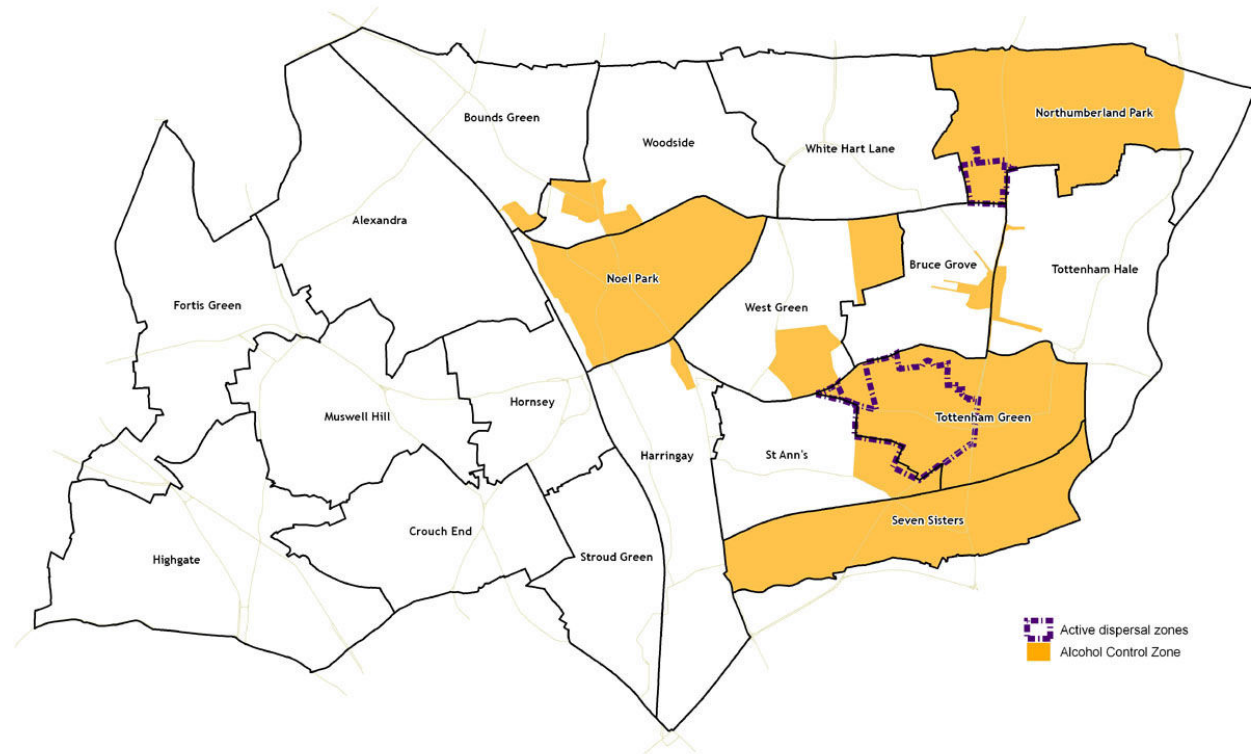 Northumberland Park
Bounds Green
Woodside
White Hart Lane
Alexandra
Noel Park
Bruce Grove
Tottenham Hale
Fortis Green
West Green
Muswell Hill
Hornsey
Tottenham Green
Harringay
St Ann's
Seven Sisters
Crouch End
Highgate
Stroud Green
Active dispersal zones
Alcohol Control Zone